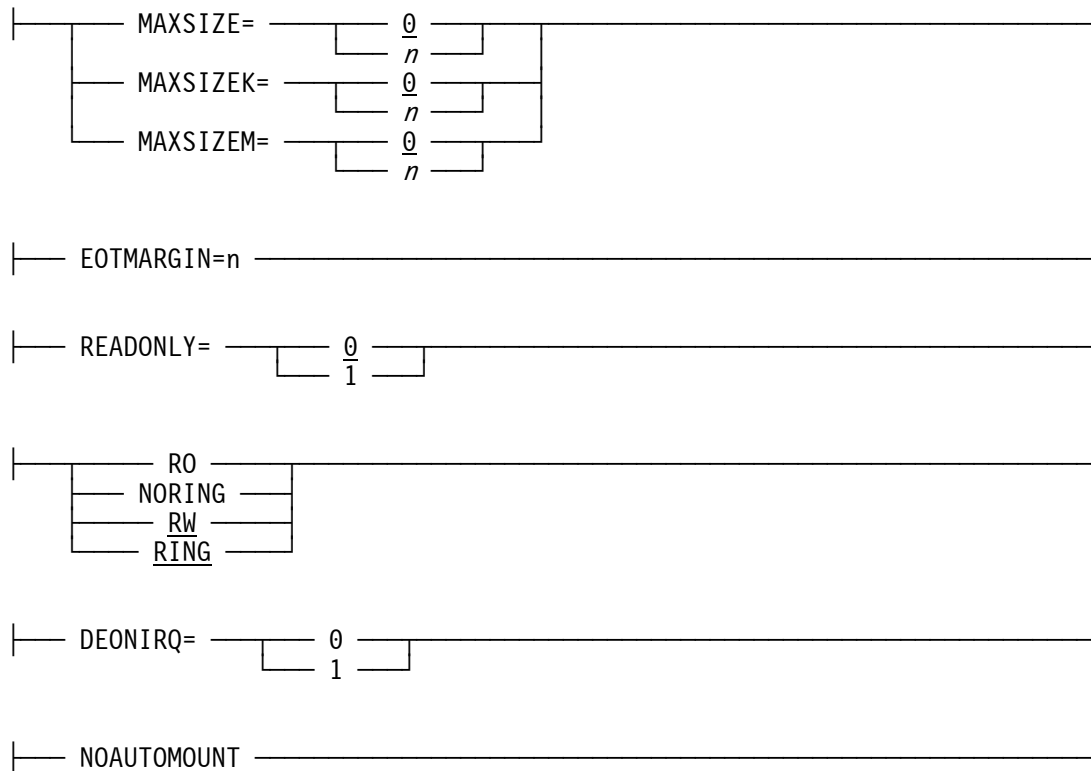 MAXSIZE= 0
n
MAXSIZEK= 0
n
MAXSIZEM= 0
n
EOTMARGIN=n
READONLY= 0
1
RO
NORING
RW
RING
DEONIRQ= 0
1
NOAUTOMOUNT